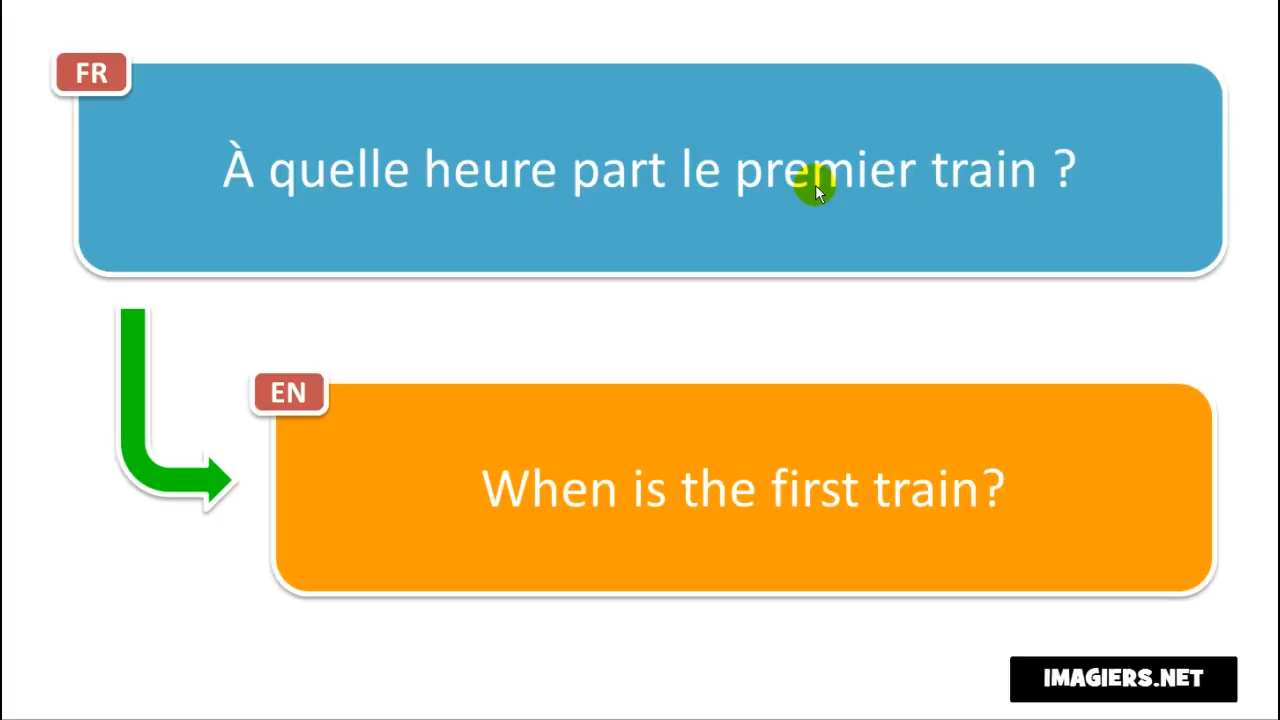 FR
À quelle heure part le premier train ?
EN
When is the first train?
IMAGIERS.NET